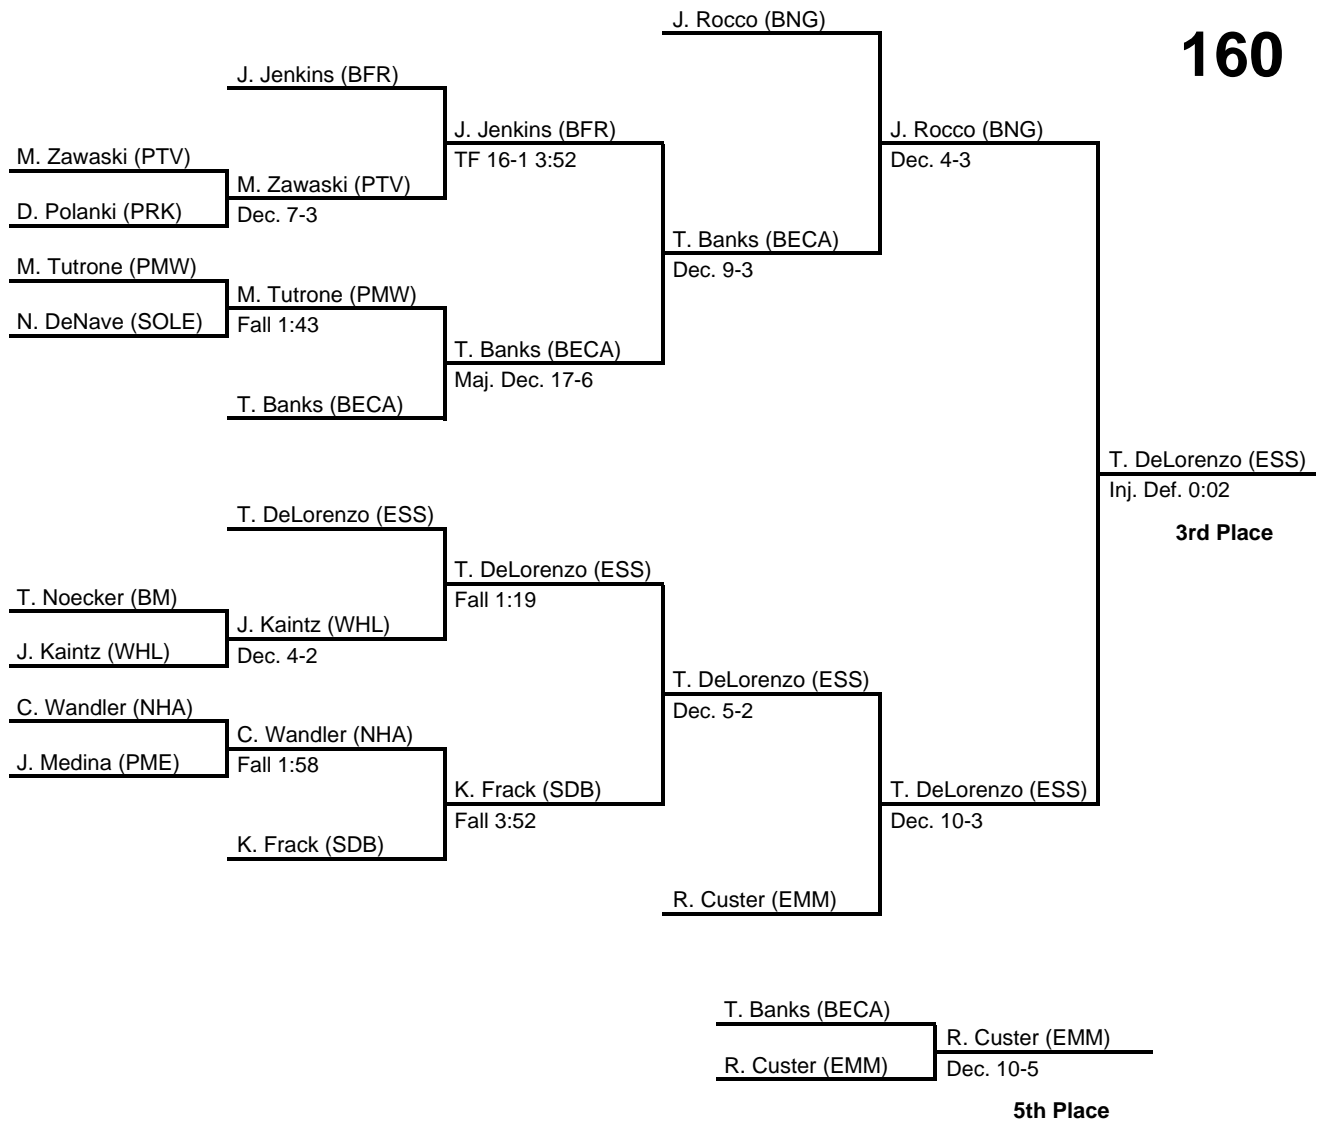 J. Rocco (BNG)
160
J. Jenkins (BFR)
J. Jenkins (BFR)
J. Rocco (BNG)
M. Zawaski (PTV)
TF 16-1 3:52
Dec. 4-3
M. Zawaski (PTV)
D. Polanki (PRK)
Dec. 7-3
T. Banks (BECA)
M. Tutrone (PMW)
Dec. 9-3
M. Tutrone (PMW)
N. DeNave (SOLE)
Fall 1:43
T. Banks (BECA)
Maj. Dec. 17-6
T. Banks (BECA)
T. DeLorenzo (ESS)
Inj. Def. 0:02
T. DeLorenzo (ESS)
3rd Place
T. DeLorenzo (ESS)
T. Noecker (BM)
Fall 1:19
J. Kaintz (WHL)
J. Kaintz (WHL)
Dec. 4-2
T. DeLorenzo (ESS)
C. Wandler (NHA)
Dec. 5-2
C. Wandler (NHA)
J. Medina (PME)
Fall 1:58
K. Frack (SDB)
T. DeLorenzo (ESS)
Fall 3:52
Dec. 10-3
K. Frack (SDB)
R. Custer (EMM)
T. Banks (BECA)
R. Custer (EMM)
R. Custer (EMM)
Dec. 10-5
5th Place